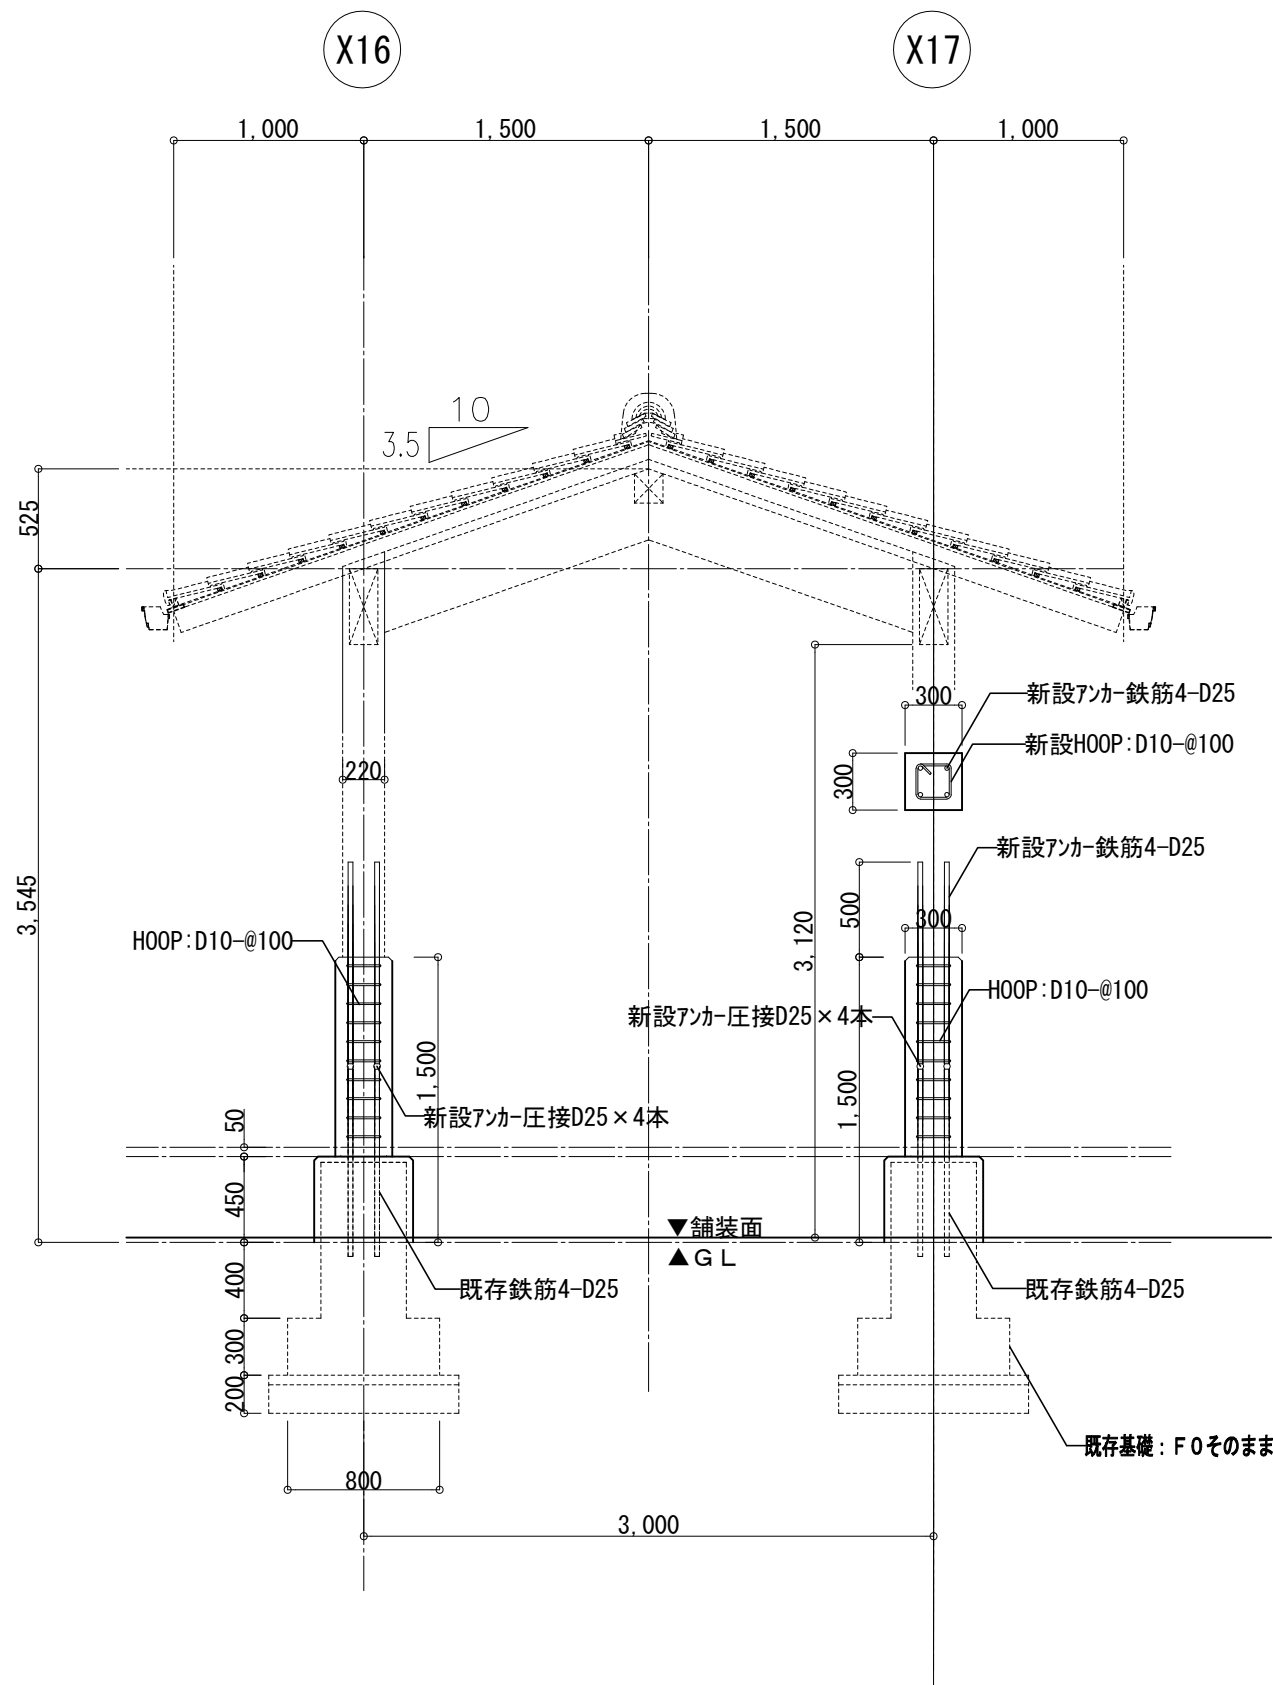 X16
X17
1,000
1,500
1,500
1,000
10
3.5
525
新設アンカー鉄筋4-D25
300
新設HOOP:D10-@100
220
300
新設アンカー鉄筋4-D25
3,545
500
300
3,120
HOOP:D10-@100
HOOP:D10-@100
新設アンカー圧接D25×4本
1,500
1,500
新設アンカー圧接D25×4本
50
450
▼舗装面
▲GL
400
既存鉄筋4-D25
既存鉄筋4-D25
300
200
既存基礎：F0そのまま
800
3,000